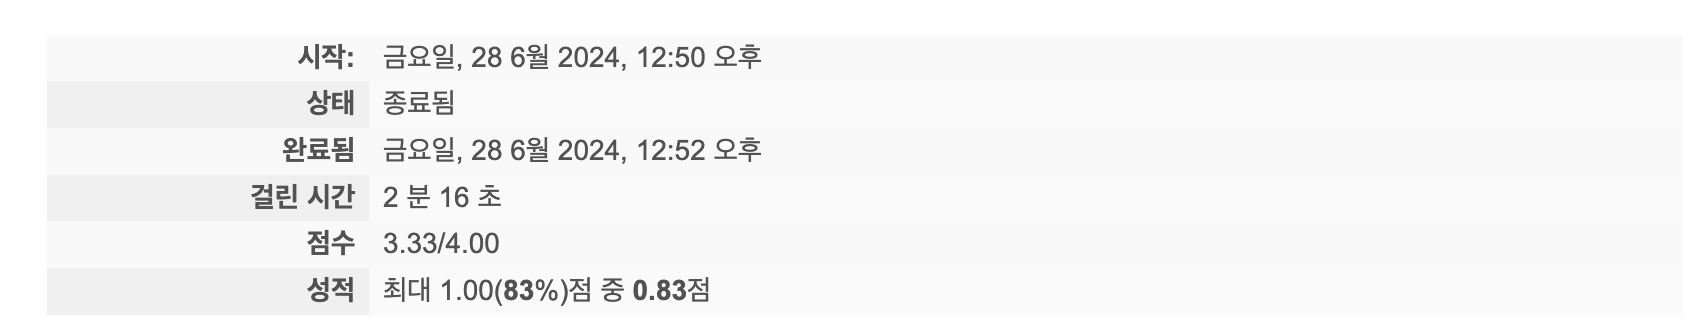 시작: 금요일, 28 6월 2024, 12:50 오후
상태 종료됨
완료됨 금요일, 28 6월 2024, 12:52 오후
걸린 시간 2 분 16 초
점수 3.33/4.00
성적 최대 1.00(83%)점 중 0.83점